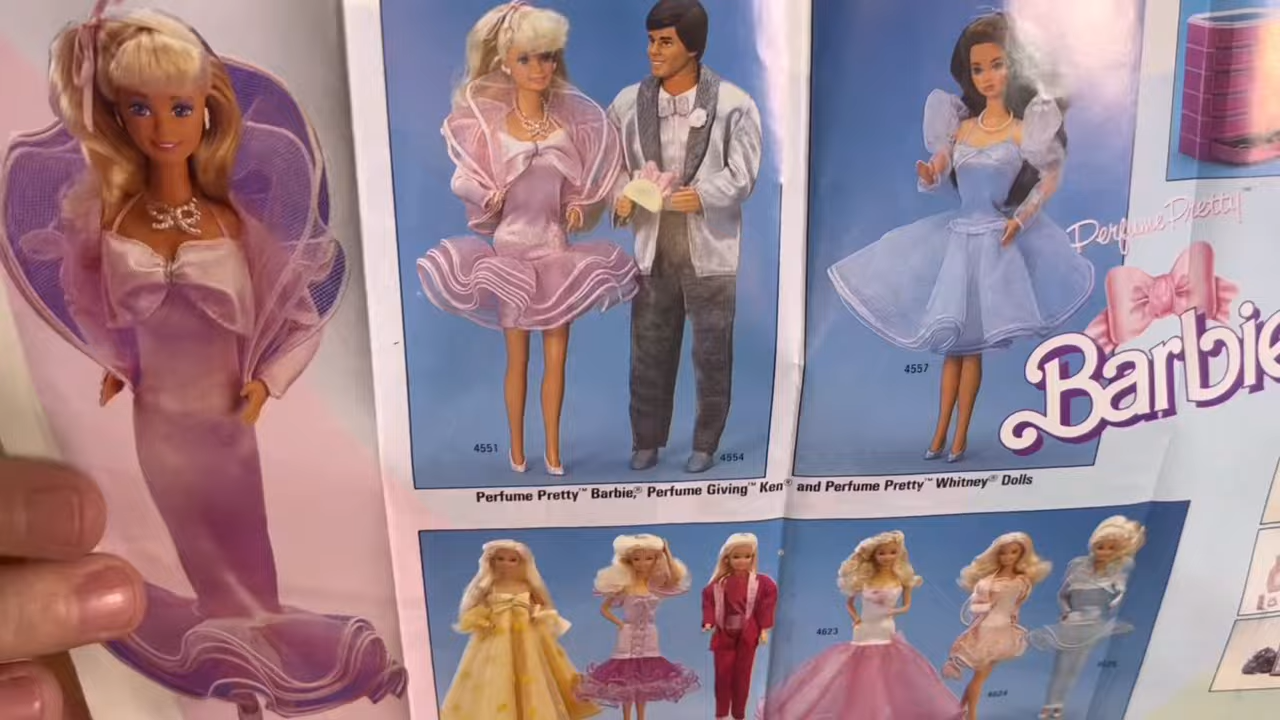 Perfume Pretty
Barbie
4557
4551
4554
Perfume Pretty™ Barbie,® Perfume Giving™ Ken® and Perfume Pretty™ Whitney® Dolls
4623
4624